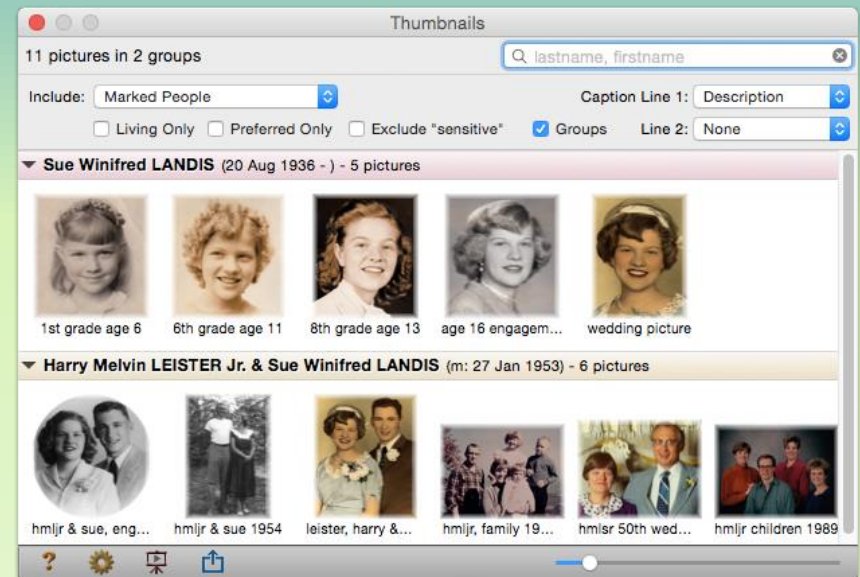 Thumbnails
11 pictures in 2 groups
lastname, firstname
Include: Marked People
Caption Line 1: Description
Living Only Preferred Only Exclude "sensitive" Groups Line 2: None
Sue Winifred LANDIS (20 Aug 1936 - ) - 5 pictures
1st grade age 6
6th grade age 11
8th grade age 13
age 16 engagem...
wedding picture
Harry Melvin LEISTER Jr. & Sue Winifred LANDIS (m: 27 Jan 1953) - 6 pictures
hmljr & sue, eng...
hmljr & sue 1954
leister, harry &...
hmljr, family 19...
hmlsr 50th wed...
hmljr children 1989
?